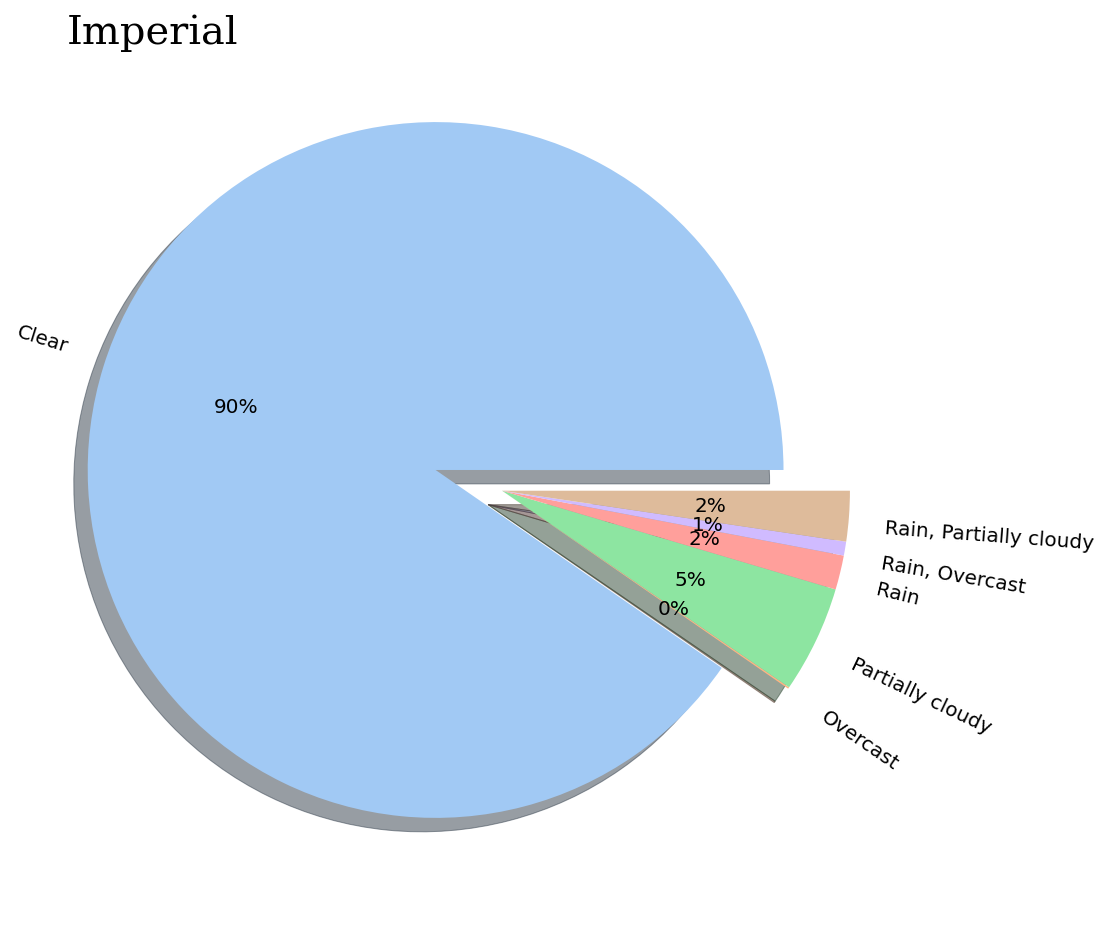 Imperial
Clear
90%
2%
1%
2%
5%
0%
Rain, Partially cloudy
Rain, Overcast
Rain
Partially cloudy
Overcast